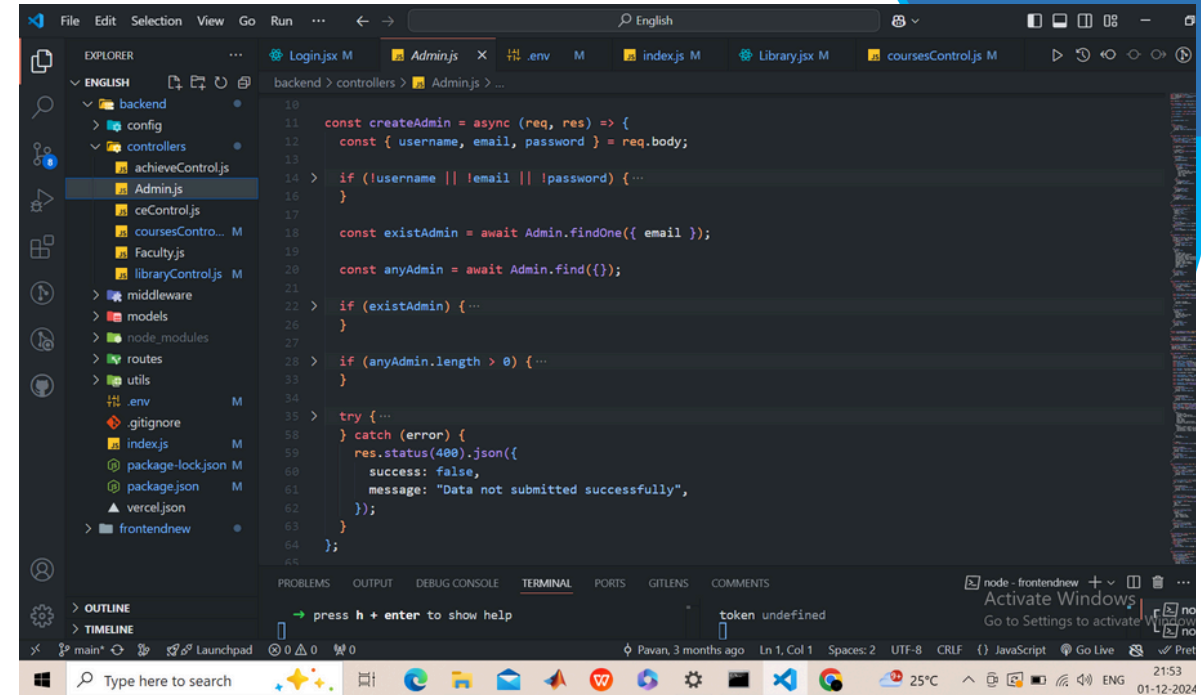 File Edit Selection View Go Run ··· ← → English
EXPLORER ···
Login.jsx M Admin.js × .env M index.js M Library.jsx M coursesControl.js M
ENGLISH
backend > controllers > Admin.js > ...
backend
config
controllers
achieveControl.js
Admin.js
ceControl.js
coursesContro... M
Faculty.js
libraryControl.js M
middleware
models
node_modules
routes
utils
.env M
.gitignore
index.js M
package-lock.json M
package.json M
vercel.json
frontendnew
OUTLINE
TIMELINE
8
10
11 const createAdmin = async (req, res) => {
12 const { username, email, password } = req.body;
13
14 > if (!username || !email || !password) { ···
16 }
17
18 const existAdmin = await Admin.findOne({ email });
19
20 const anyAdmin = await Admin.find({});
21
22 > if (existAdmin) { ···
26 }
27
28 > if (anyAdmin.length > 0) { ···
33 }
34
35 > try { ···
58 } catch (error) {
59 res.status(400).json({
60 success: false,
61 message: "Data not submitted successfully",
62 });
63 }
64 };
65
PROBLEMS OUTPUT DEBUG CONSOLE TERMINAL PORTS GITLENS COMMENTS node - frontendnew
→ press h + enter to show help
token undefined
no
no
Activate Windows
Go to Settings to activate Windows
main* Launchpad 0 0 0 Pavan, 3 months ago Ln 1, Col 1 Spaces: 2 UTF-8 CRLF {} JavaScript Go Live Pret
Type here to search 25°C ENG 21:53
01-12-2024